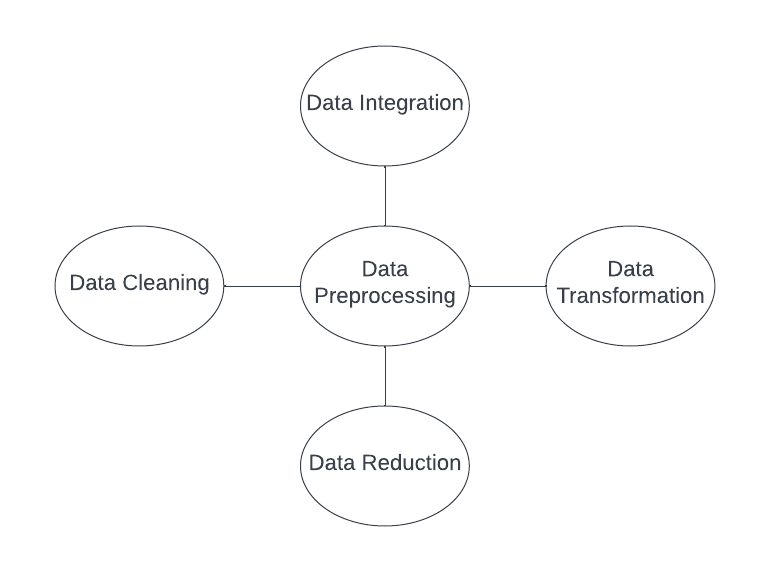 Data Integration
Data Cleaning
Data
Preprocessing
Data
Transformation
Data Reduction